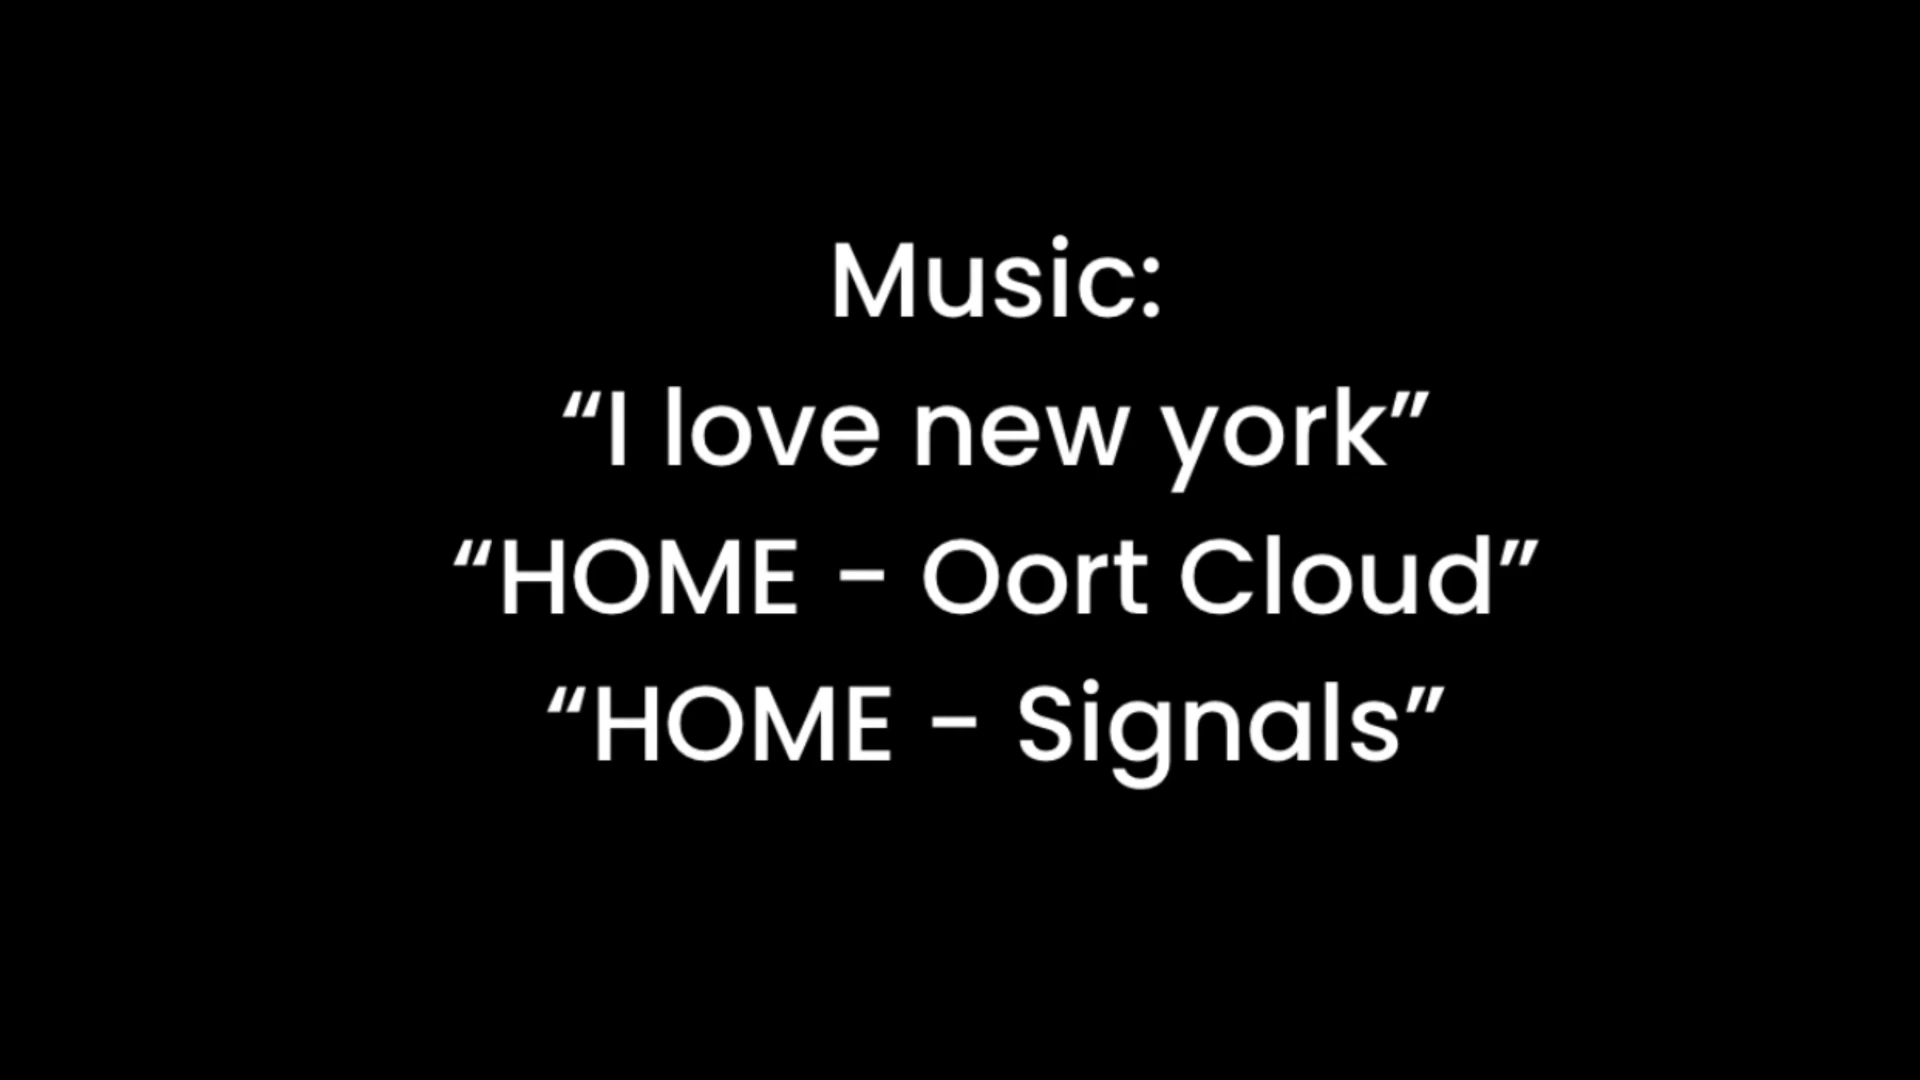 Music:
“I love new york”
“HOME - Oort Cloud”
“HOME - Signals”